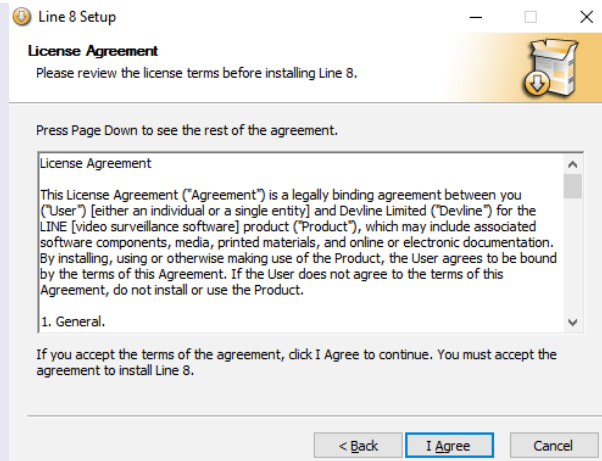 Line 8 Setup
License Agreement
Please review the license terms before installing Line 8.
Press Page Down to see the rest of the agreement.
License Agreement
This License Agreement ("Agreement") is a legally binding agreement between you
("User") [either an individual or a single entity] and Devline Limited ("Devline") for the
LINE [video surveillance software] product ("Product"), which may include associated
software components, media, printed materials, and online or electronic documentation.
By installing, using or otherwise making use of the Product, the User agrees to be bound
by the terms of this Agreement. If the User does not agree to the terms of this
Agreement, do not install or use the Product.
1. General.
If you accept the terms of the agreement, click I Agree to continue. You must accept the
agreement to install Line 8.
< Back
I Agree
Cancel